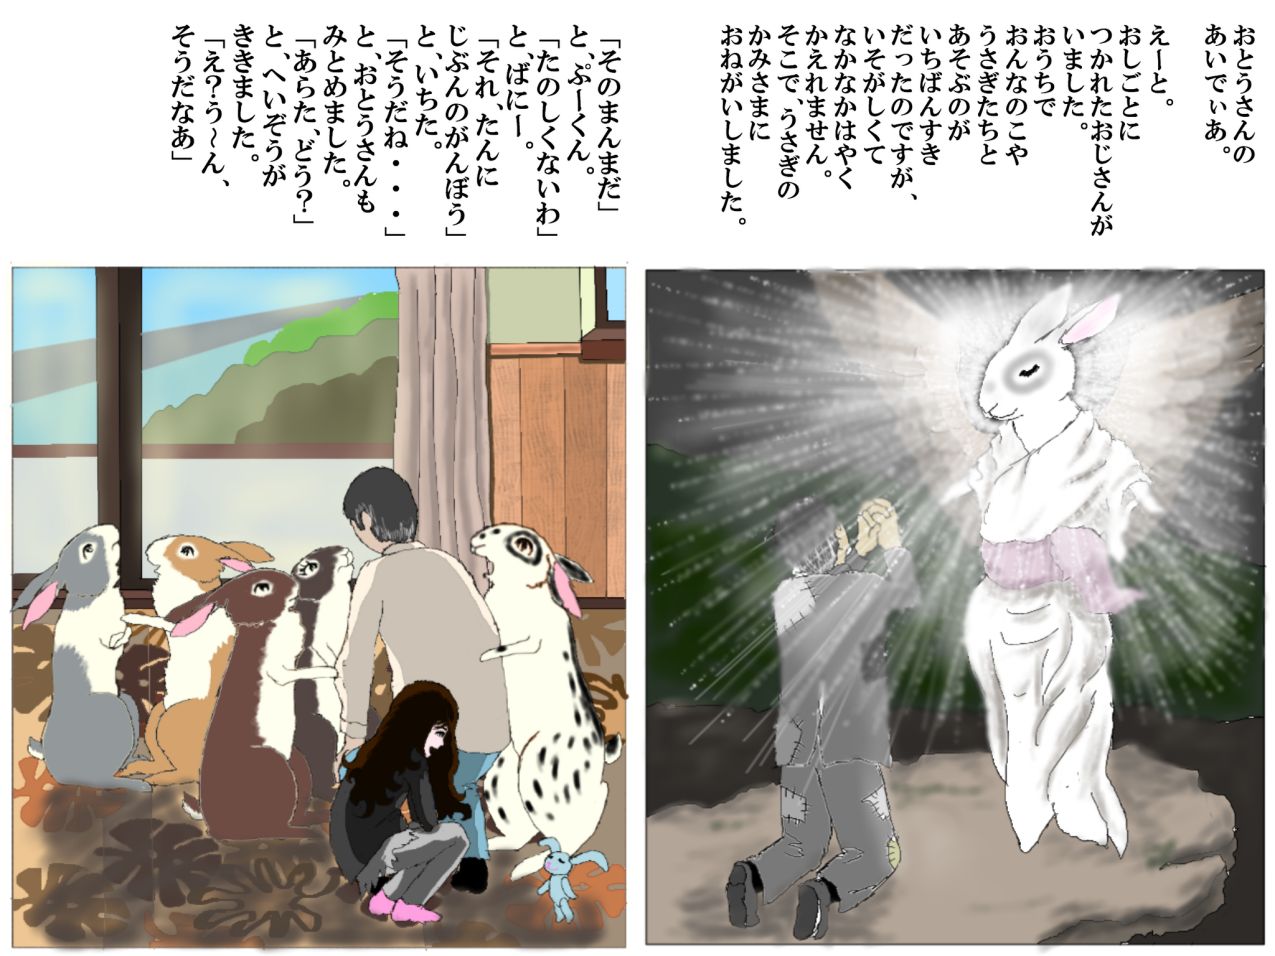 おとうさんの
あいでぃあ。
えーと。
おしごとに
つかれたおじさんが
いました。
おうちで
おんなのこや
うさぎたちと
あそぶのが
いちばんすき
だったのですが、
いそがしくて
なかなかはやく
かえれません。
そこで、うさぎの
かみさまに
おねがいしました。
「そのまんまだ」
と、ぷーくん。
「たのしくないわ」
と、ばにー。
「それ、たんに
じぶんのがんぼう」
と、いちた。
「そうだね・・・」
と、おとうさんも
みとめました。
「あらた、どう？」
と、へいぞうが
ききました。
「え？う〜ん、
そうだなあ」